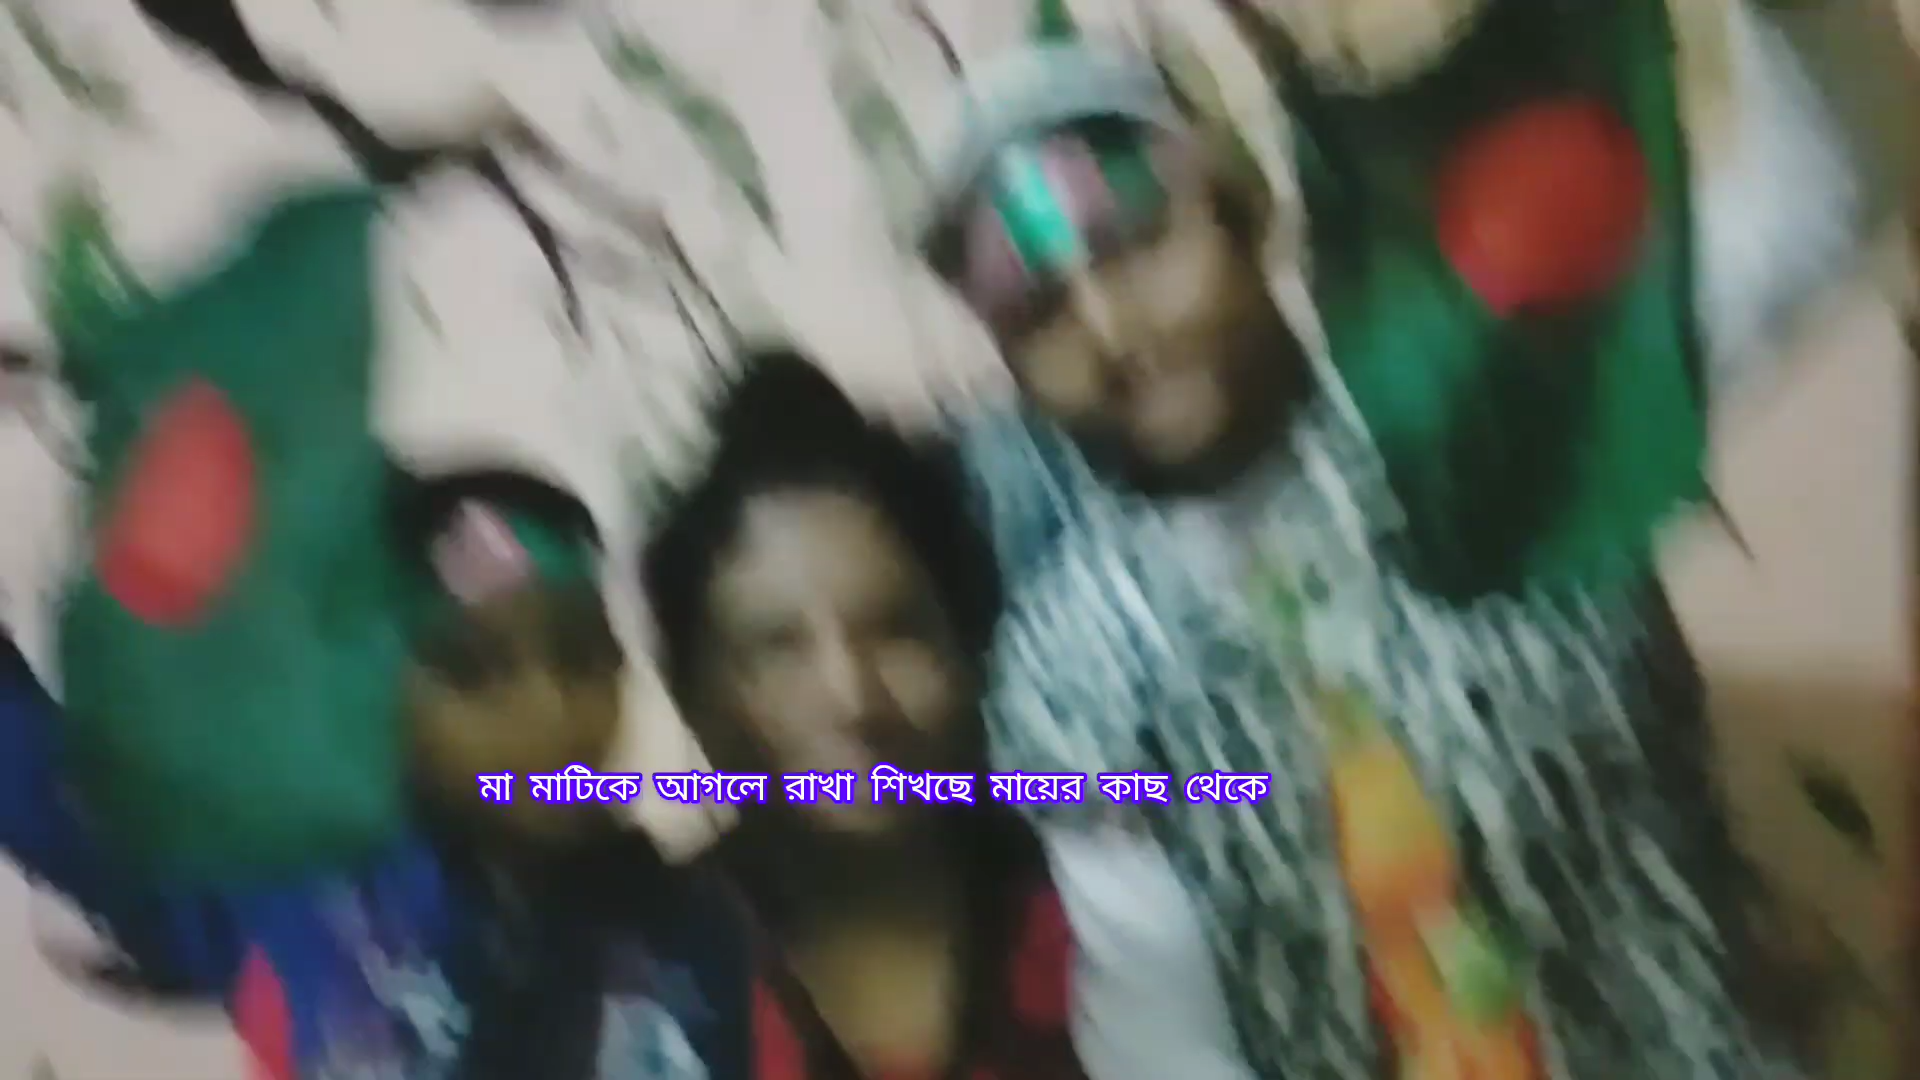 মা মাটিকে আগলে রাখা শিখছে মায়ের কাছ থেকে